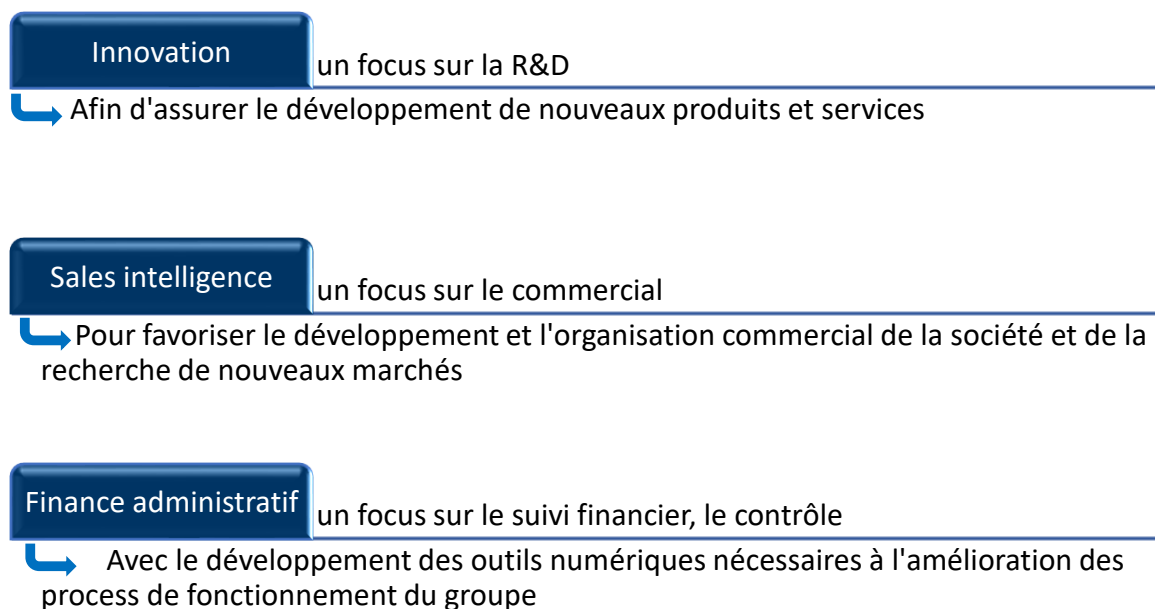 Innovation
un focus sur la R&D
Afin d'assurer le développement de nouveaux produits et services
Sales intelligence
un focus sur le commercial
Pour favoriser le développement et l'organisation commercial de la société et de la
recherche de nouveaux marchés
Finance administratif
un focus sur le suivi financier, le contrôle
Avec le développement des outils numériques nécessaires à l'amélioration des
process de fonctionnement du groupe